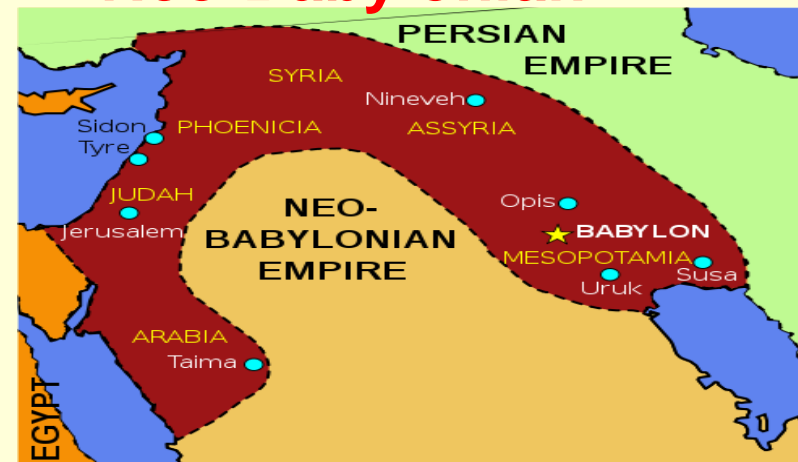 PERSIAN
EMPIRE
SYRIA
Nineveh
Sidon
PHOENICIA
ASSYRIA
Tyre
JUDAH
Opis
NEO-
BABYLONIAN
EMPIRE
Jerusalem
BABYLON
MESOPOTAMIA
Susa
Uruk
ARABIA
Taima
EGYPT